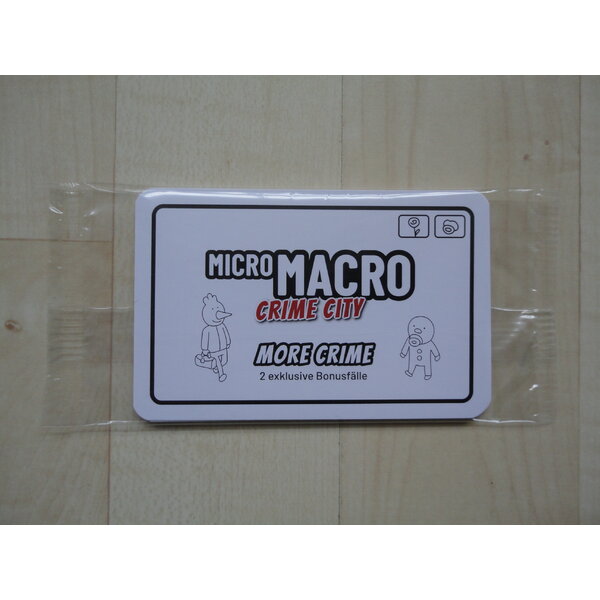 MICRO MACRO
CRIME CITY
MORE CRIME
2 exklusive Bonusfälle